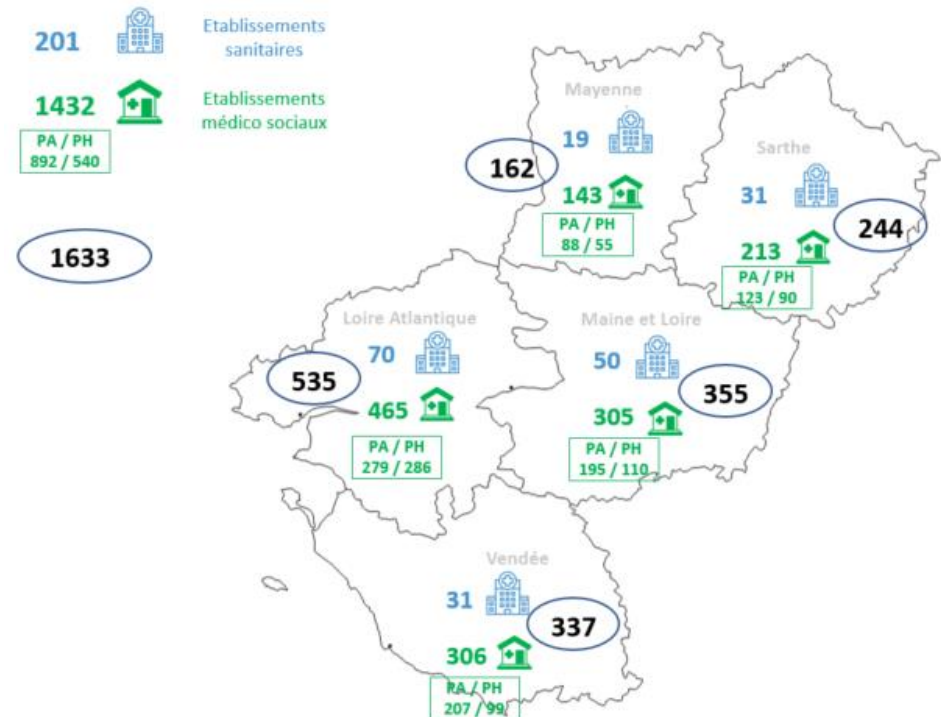 201
Etablissements
sanitaires
1432
Etablissements
médico sociaux
PA / PH
892 / 540
1633
Mayenne
19
162
143
PA / PH
88 / 55
Sarthe
31
244
213
PA / PH
123 / 90
Loire Atlantique
70
535
465
PA / PH
279 / 286
Maine et Loire
50
355
305
PA / PH
195 / 110
Vendée
31
337
306
PA / PH
207 / 99